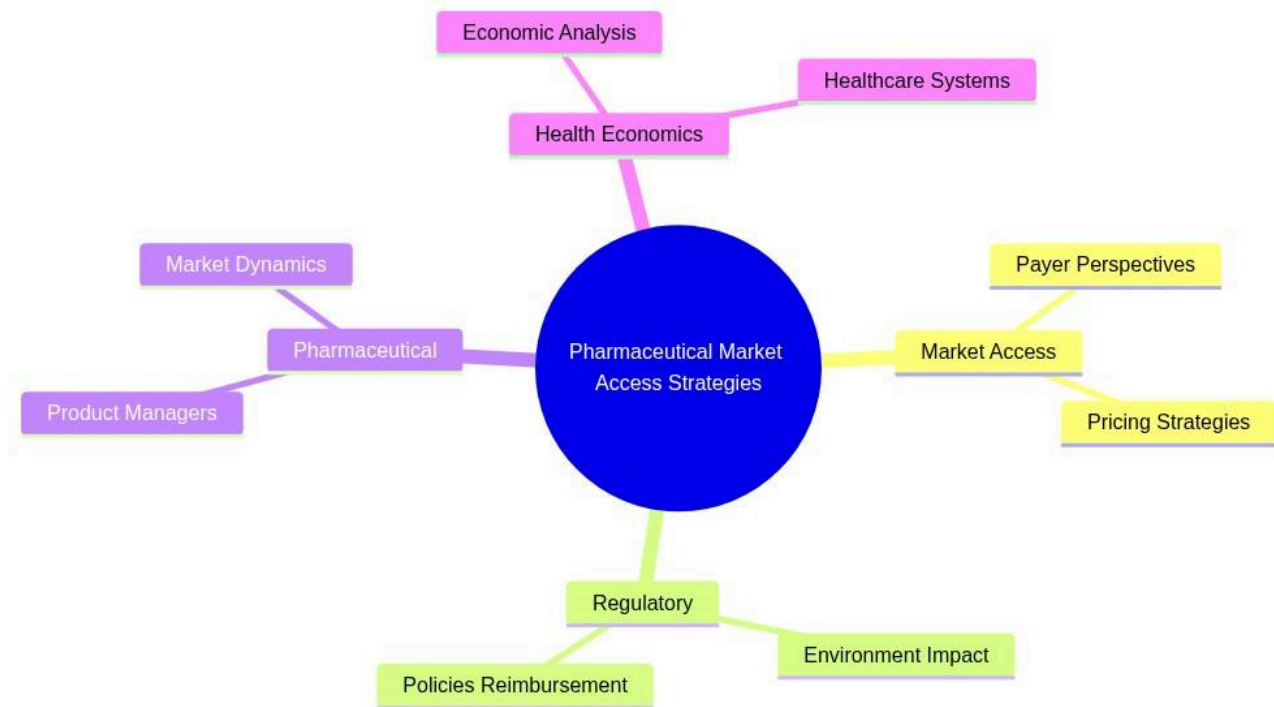 Economic Analysis
Healthcare Systems
Health Economics
Market Dynamics
Payer Perspectives
Pharmaceutical
Pharmaceutical Market
Access Strategies
Market Access
Product Managers
Pricing Strategies
Regulatory
Environment Impact
Policies Reimbursement